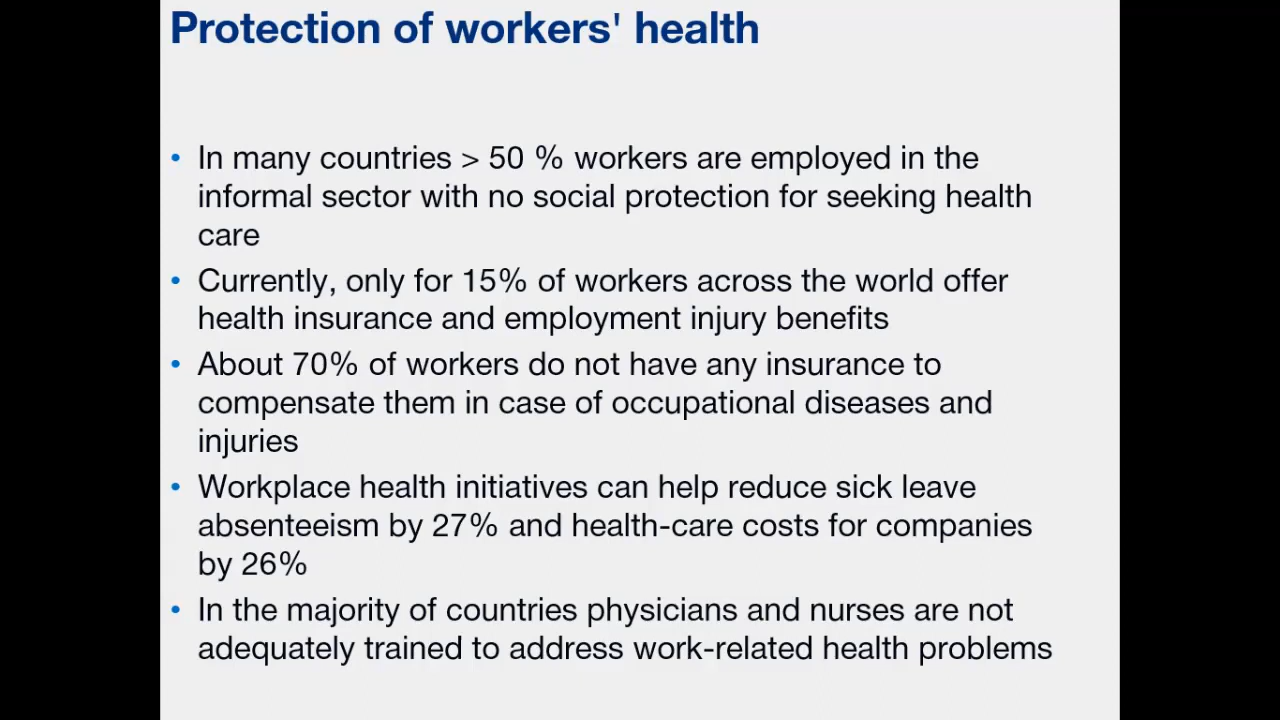 Protection of workers' health
• In many countries > 50 % workers are employed in the
informal sector with no social protection for seeking health
care
• Currently, only for 15% of workers across the world offer
health insurance and employment injury benefits
• About 70% of workers do not have any insurance to
compensate them in case of occupational diseases and
injuries
• Workplace health initiatives can help reduce sick leave
absenteeism by 27% and health-care costs for companies
by 26%
• In the majority of countries physicians and nurses are not
adequately trained to address work-related health problems